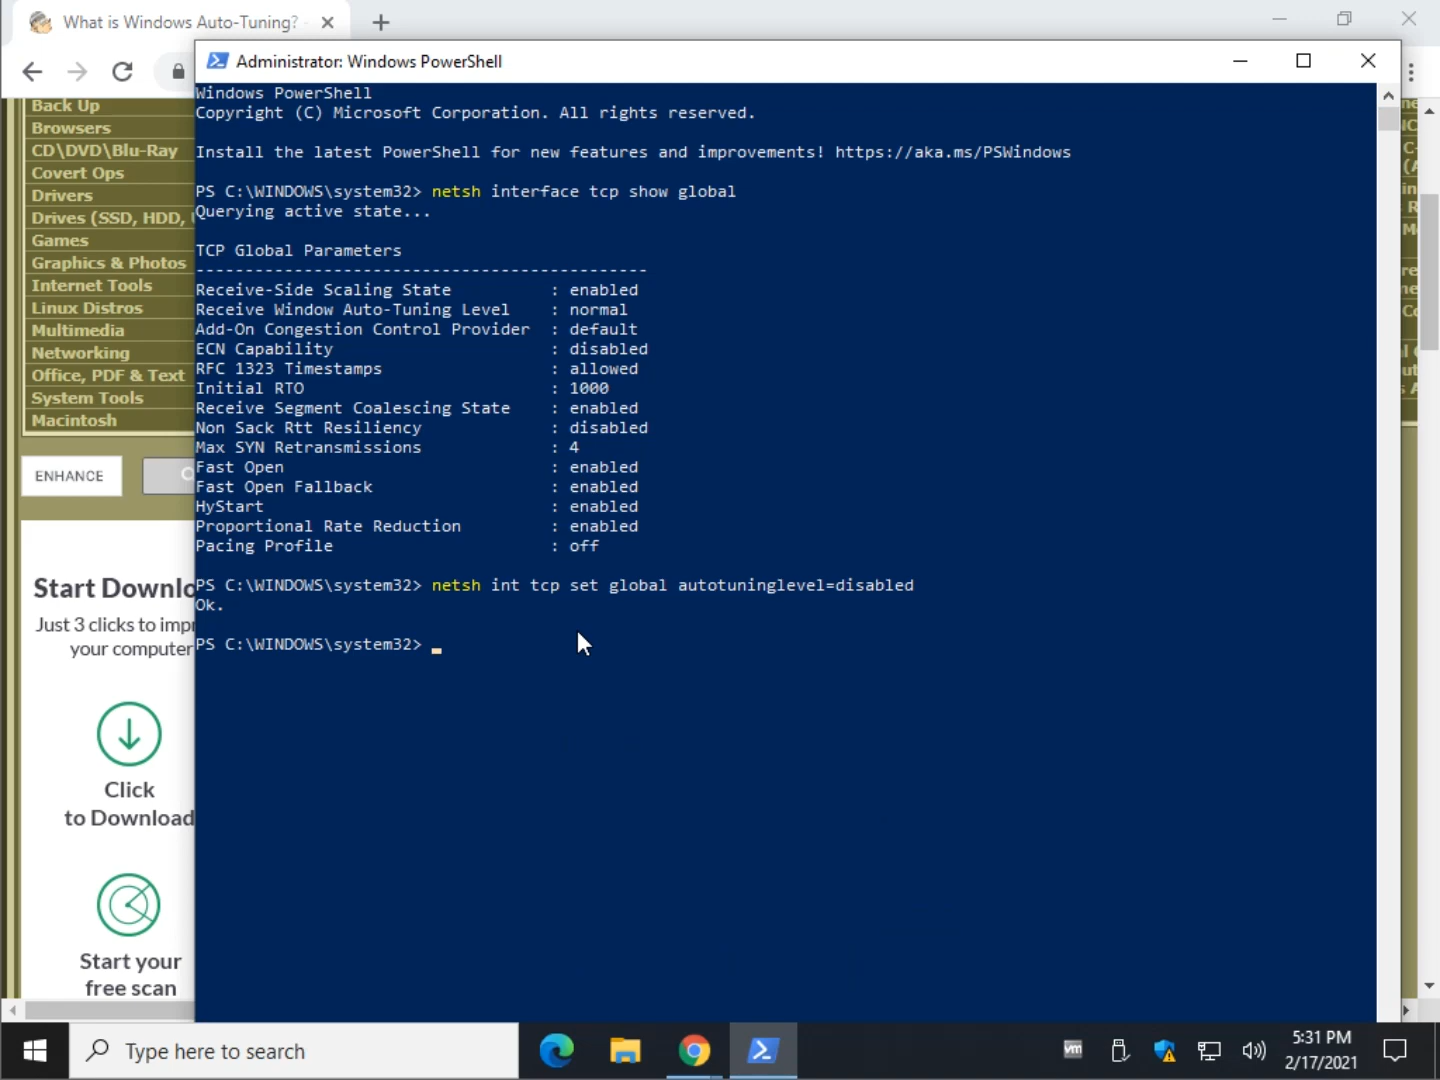 What is Windows Auto-Tuning?
Administrator: Windows PowerShell
Back Up
Browsers
CD\DVD\Blu-Ray
Covert Ops
Drivers
Drives (SSD, HDD,
Games
Graphics & Photos
Internet Tools
Linux Distros
Multimedia
Networking
Office, PDF & Text
System Tools
Macintosh
ENHANCE
Start Downlo
Just 3 clicks to impr
your computer
Click
to Download
Start your
free scan
Windows PowerShell
Copyright (C) Microsoft Corporation. All rights reserved.
Install the latest PowerShell for new features and improvements! https://aka.ms/PSWindows
PS C:\WINDOWS\system32> netsh interface tcp show global
Querying active state...
TCP Global Parameters
----------------------------------------------
Receive-Side Scaling State : enabled
Receive Window Auto-Tuning Level : normal
Add-On Congestion Control Provider : default
ECN Capability : disabled
RFC 1323 Timestamps : allowed
Initial RTO : 1000
Receive Segment Coalescing State : enabled
Non Sack Rtt Resiliency : disabled
Max SYN Retransmissions : 4
Fast Open : enabled
Fast Open Fallback : enabled
HyStart : enabled
Proportional Rate Reduction : enabled
Pacing Profile : off
PS C:\WINDOWS\system32> netsh int tcp set global autotuninglevel=disabled
Ok.
PS C:\WINDOWS\system32>
Type here to search
vm
5:31 PM
2/17/2021